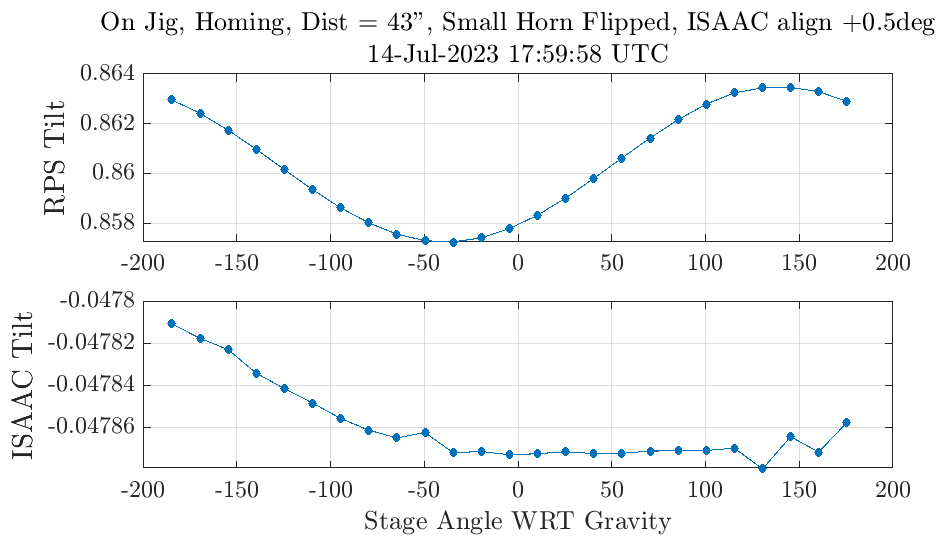 On Jig, Homing, Dist = 43”, Small Horn Flipped, ISAAC align +0.5deg
14-Jul-2023 17:59:58 UTC
0.864
0.862
0.86
0.858
RPS Tilt
-200 -150 -100 -50 0 50 100 150 200
-0.0478
-0.04782
-0.04784
-0.04786
ISAAC Tilt
-200 -150 -100 -50 0 50 100 150 200
Stage Angle WRT Gravity